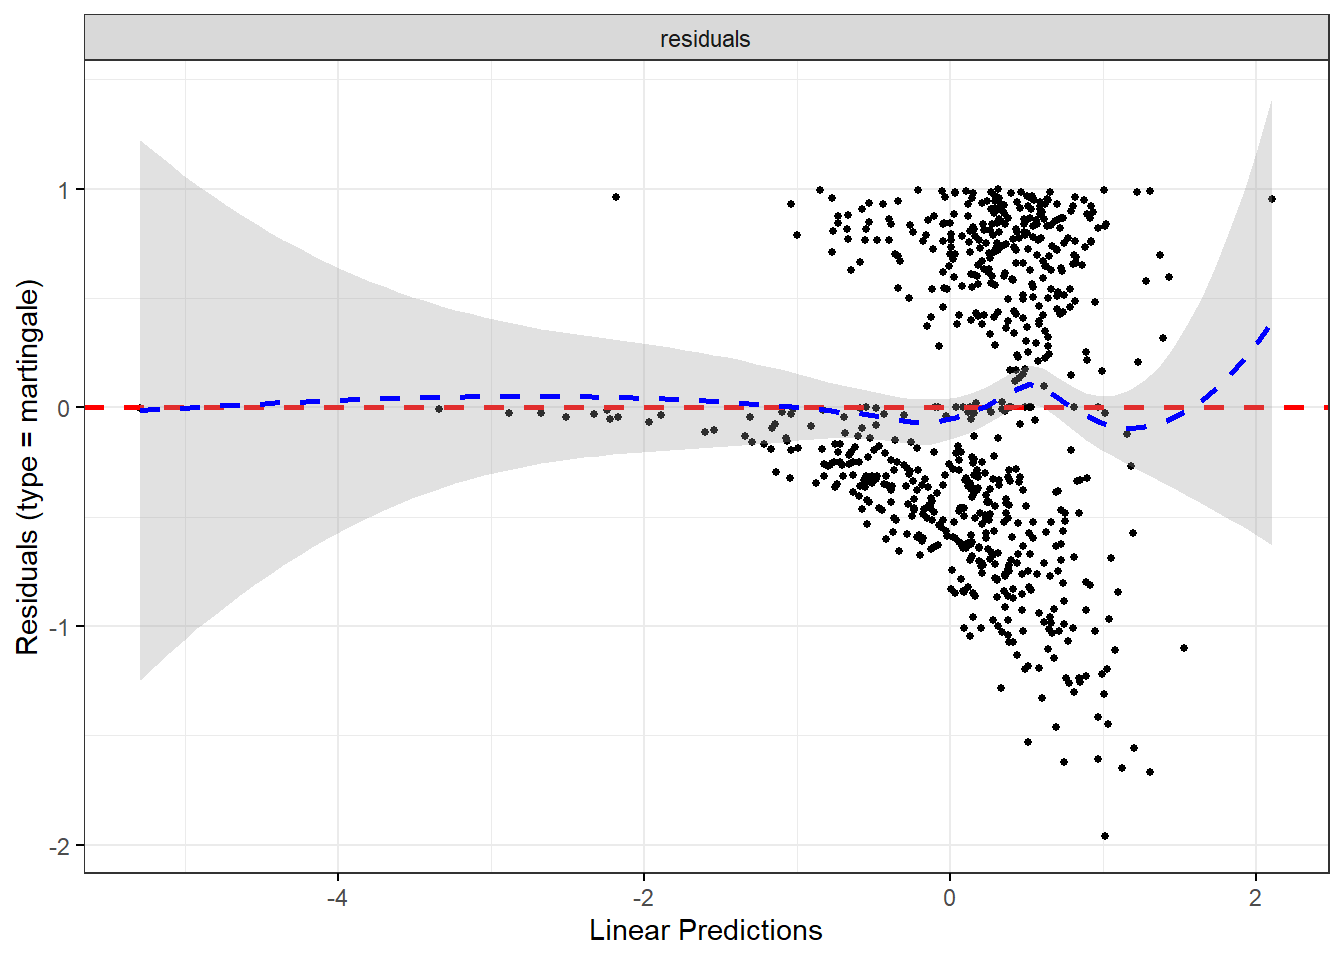 residuals
Residuals (type = martingale)
1
0
-1
-2
-4
-2
0
2
Linear Predictions